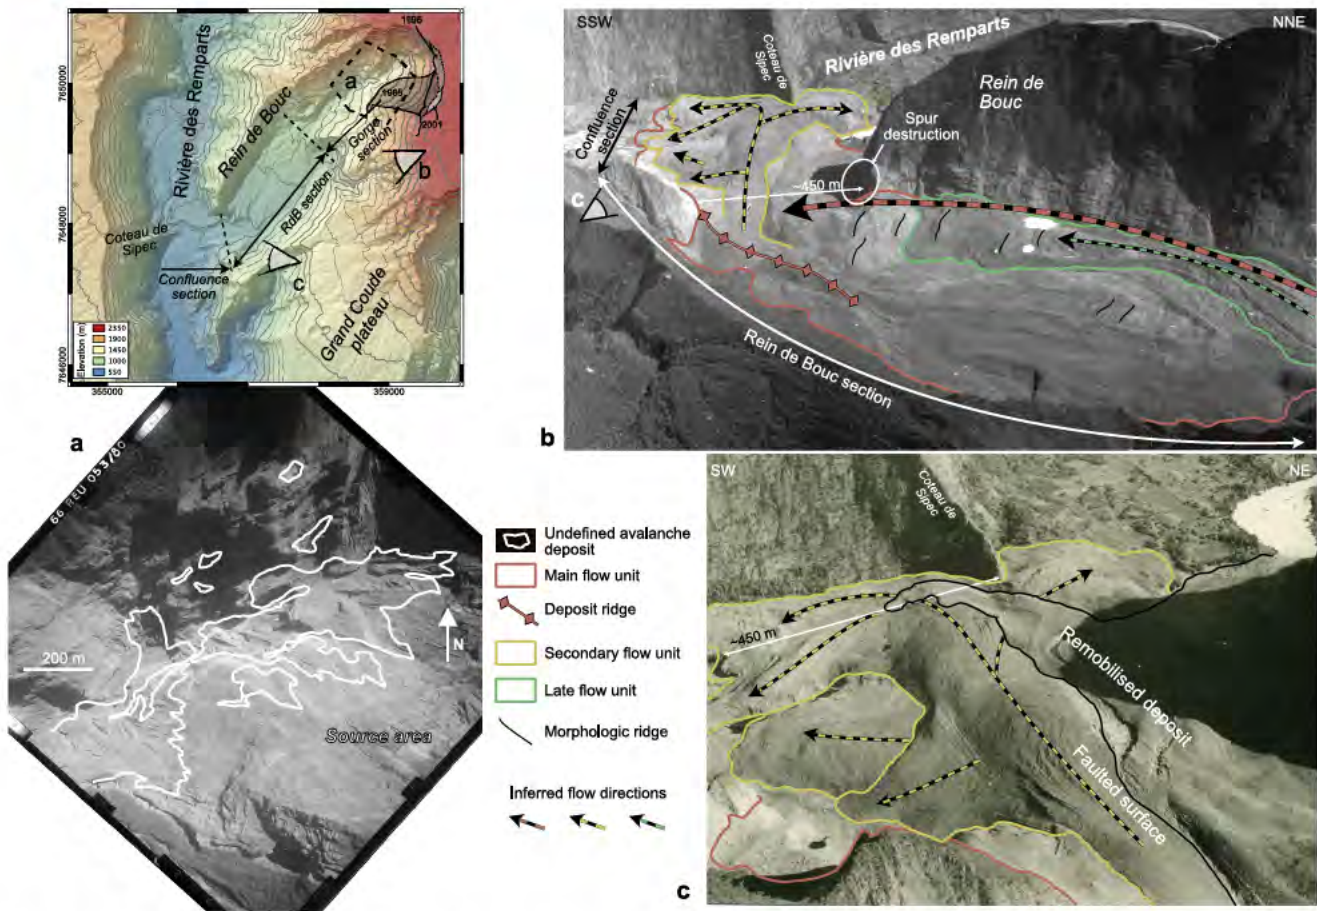 1996
Rivière des Remparts
7650000
a
1965
Rein de Bouc
2001
Gorge section
b
RdB section
7648000
Coteau de Sipec
c
Confluence section
Grand Coude plateau
Elevation (m)
2350
1900
1450
1000
550
7646000
355000
359000
b
SSW
NNE
Coteau de Sipec
Rivière des Remparts
Rein de Bouc
Confluence section
Spur destruction
c
~450 m
Rein de Bouc section
a
66 REU 053/80
200 m
N
Source area
Undefined avalanche deposit
Main flow unit
Deposit ridge
Secondary flow unit
Late flow unit
Morphologic ridge
Inferred flow directions
SW
NE
Coteau de Sipec
~450 m
Remobilised deposit
Faulted surface
c